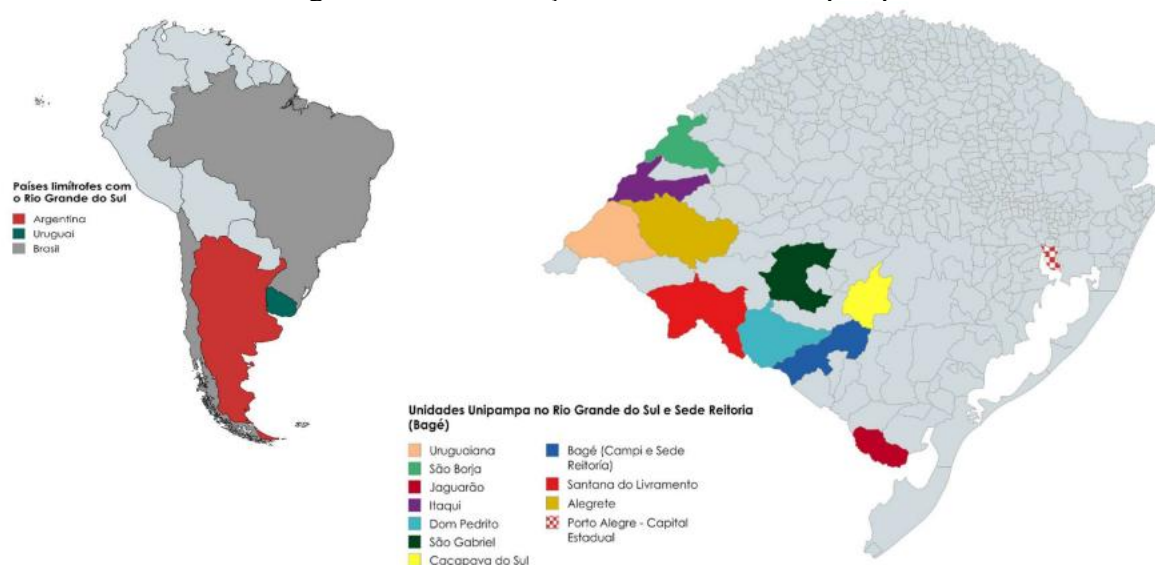 Países limítrofes com
o Rio Grande do Sul
Argentina
Uruguai
Brasil
Unidades Unipampa no Rio Grande do Sul e Sede Reitoria
(Bagé)
Uruguaiana
São Borja
Jaguarão
Itaqui
Dom Pedrito
São Gabriel
Caçapava do Sul
Bagé (Campi e Sede
Reitoría)
Santana do Livramento
Alegrete
Porto Alegre - Capital
Estadual